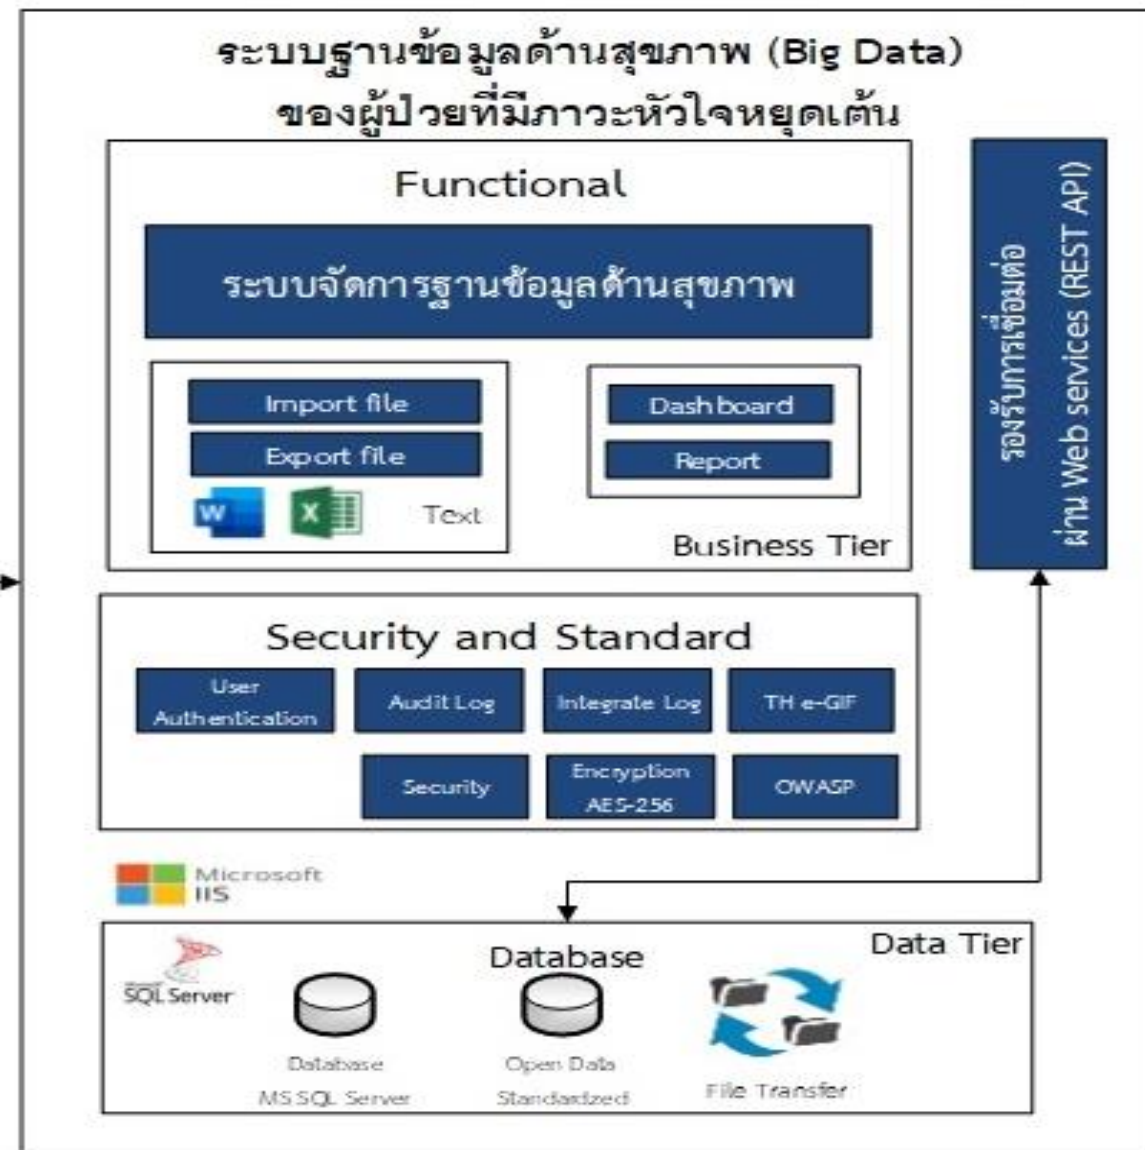 ระบบฐานข้อมูลด้านสุขภาพ (Big Data)
ของผู้ป่วยที่มีภาวะหัวใจหยุดเต้น
Functional
ระบบจัดการฐานข้อมูลด้านสุขภาพ
Import file
Export file
W
X
Text
Dashboard
Report
Business Tier
รองรับการเชื่อมต่อ
ผ่าน Web services (REST API)
Security and Standard
User
Authentication
Audit Log
Integrate Log
TH e-GIF
Security
Encryption
AES-256
OWASP
Microsoft
IIS
Data Tier
SQL Server
Database
Database
MS SQL Server
Open Data
Standardized
File Transfer